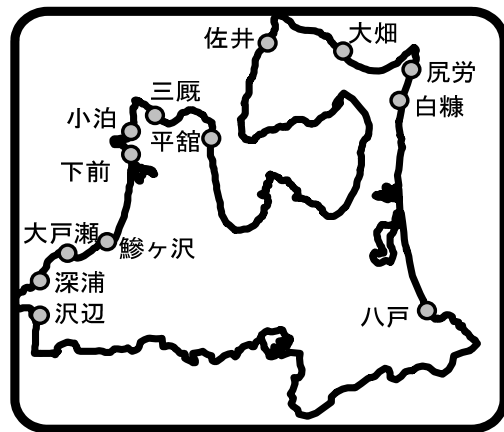 佐井
大畑
尻労
白糠
三厩
小泊
平舘
下前
大戸瀬
鰺ヶ沢
深浦
沢辺
八戸